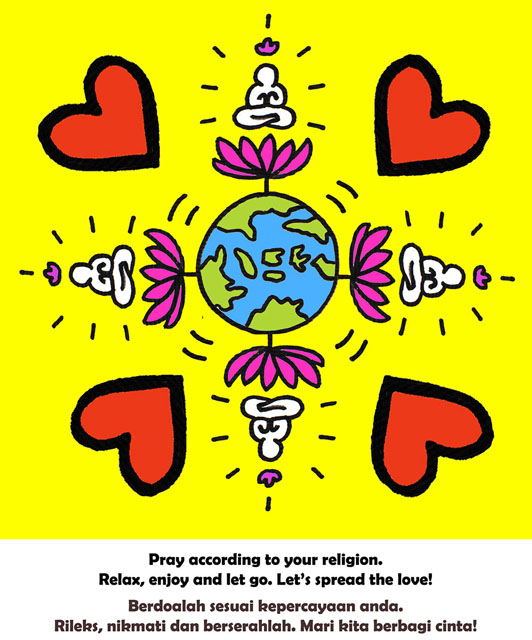 Pray according to your religion.
Relax, enjoy and let go. Let's spread the love!
Berdoalah sesuai kepercayaan anda.
Rileks, nikmati dan berserahlah. Mari kita berbagi cinta!